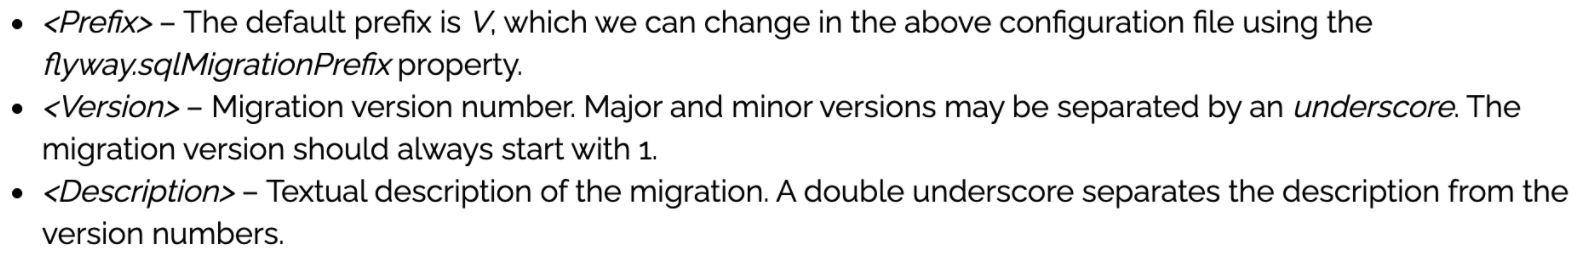 • <Prefix> – The default prefix is V, which we can change in the above configuration file using the
flyway.sqlMigrationPrefix property.
• <Version> – Migration version number. Major and minor versions may be separated by an underscore. The
migration version should always start with 1.
• <Description> – Textual description of the migration. A double underscore separates the description from the
version numbers.